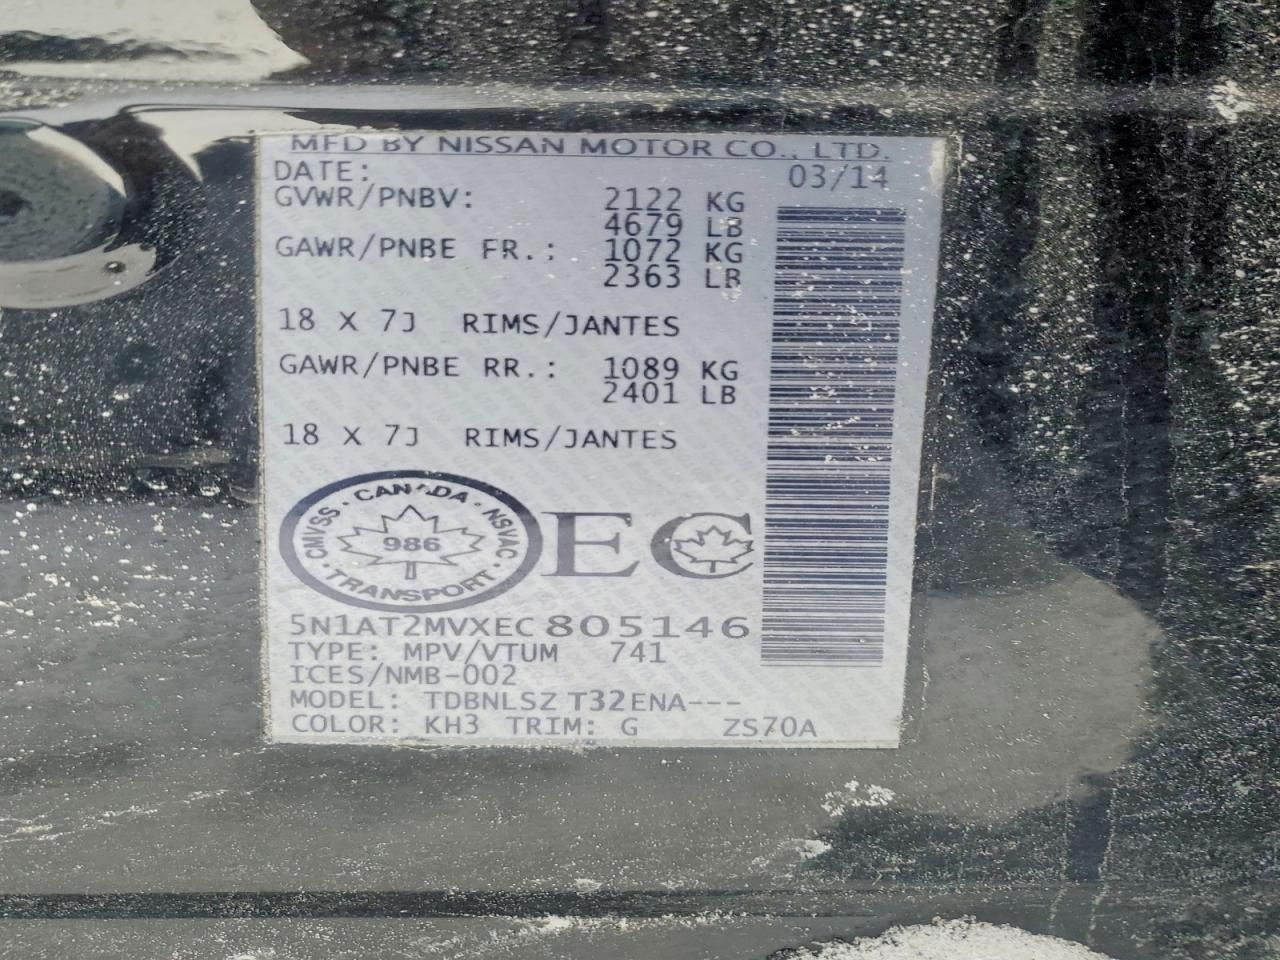 MFD BY NISSAN MOTOR CO., LTD.
DATE: 03/14
GVWR/PNBV: 2122 KG
4679 LB
GAWR/PNBE FR.: 1072 KG
2363 LB
18 X 7J RIMS/JANTES
GAWR/PNBE RR.: 1089 KG
2401 LB
18 X 7J RIMS/JANTES
CANADA
CMVSS · NSVAC
986
TRANSPORT
EC
5N1AT2MVXEC805146
TYPE: MPV/VTUM 741
ICES/NMB-002
MODEL: TDBNLSZ T32ENA---
COLOR: KH3 TRIM: G ZS70A